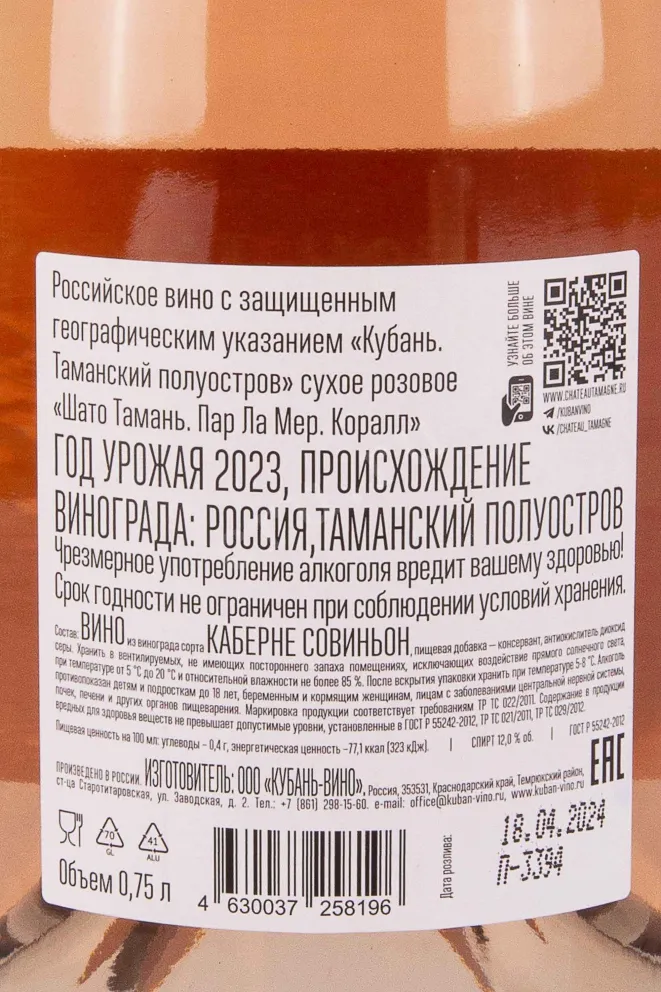 Российское вино с защищенным
географическим указанием «Кубань.
Таманский полуостров» сухое розовое
«Шато Тамань. Пар Ла Мер. Коралл»
УЗНАЙТЕ БОЛЬШЕ
ОБ ЭТОМ ВИНЕ
WWW.CHATEAUTAMAGNE.RU
/KUBANVINO
/CHATEAU_TAMAGNE
ГОД УРОЖАЯ 2023, ПРОИСХОЖДЕНИЕ
ВИНОГРАДА: РОССИЯ,ТАМАНСКИЙ ПОЛУОСТРОВ
Чрезмерное употребление алкоголя вредит вашему здоровью!
Срок годности не ограничен при соблюдении условий хранения.
Состав: ВИНО из винограда сорта КАБЕРНЕ СОВИНЬОН, пищевая добавка – консервант, антиокислитель диоксид
серы. Хранить в вентилируемых, не имеющих постороннего запаха помещениях, исключающих воздействие прямого солнечного света,
при температуре от 5 °С до 20 °С и относительной влажности не более 85 %. После вскрытия упаковки хранить при температуре 5-8 °С. Алкоголь
противопоказан детям и подросткам до 18 лет, беременным и кормящим женщинам, лицам с заболеваниями центральной нервной системы,
почек, печени и других органов пищеварения. Маркировка продукции соответствует требованиям ТР ТС 022/2011. Содержание в продукции
вредных для здоровья веществ не превышает допустимые уровни, установленные в ГОСТ Р 55242-2012, ТР ТС 021/2011, ТР ТС 029/2012.
Пищевая ценность на 100 мл: углеводы – 0,4 г, энергетическая ценность –77,1 ккал (323 кДж). | СПИРТ 12,0 % об. | ГОСТ Р 55242-2012
ПРОИЗВЕДЕНО В РОССИИ. ИЗГОТОВИТЕЛЬ: ООО «КУБАНЬ-ВИНО», Россия, 353531, Краснодарский край, Темрюкский район,
ст-ца Старотитаровская, ул. Заводская, д. 2. Тел.: +7 (861) 298-15-60. e-mail: office@kuban-vino.ru, www.kuban-vino.ru
EAC
70
GL
41
ALU
Объем 0,75 л
4 630037 258196
Дата розлива:
18.04.2024
П-3394